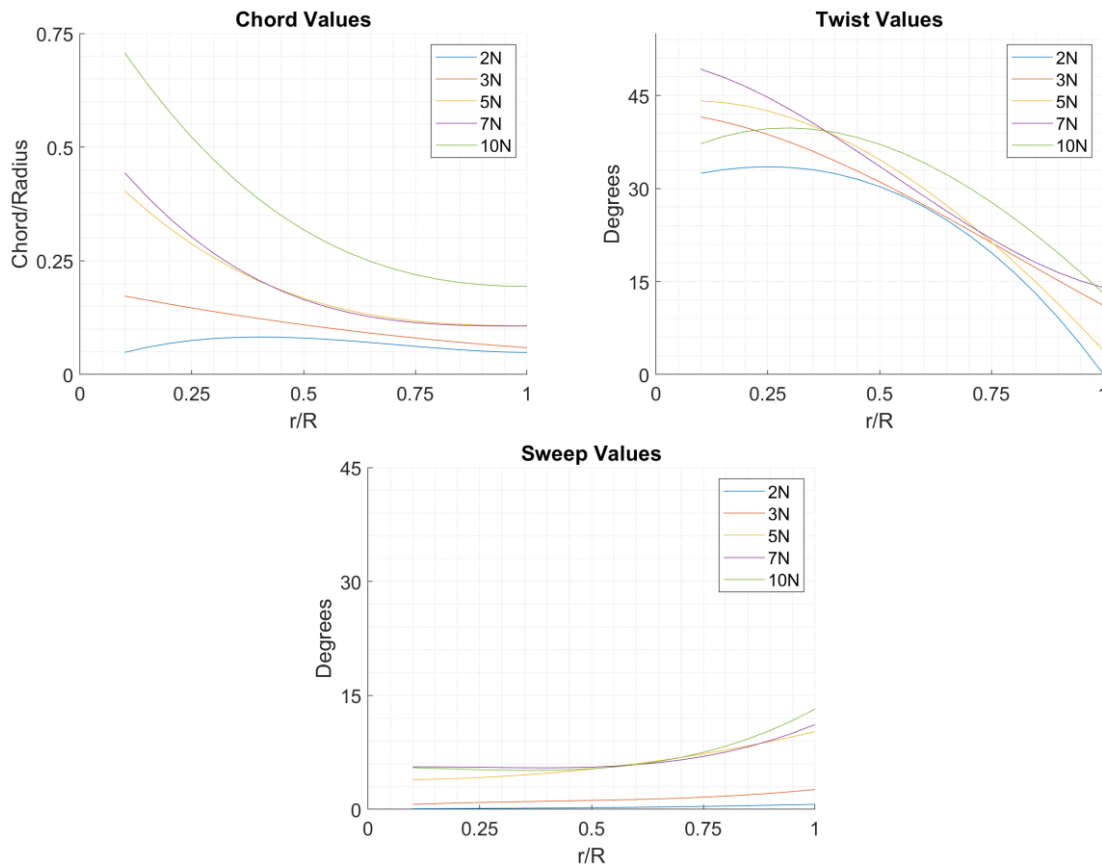 Chord Values
0.75
0.5
0.25
0
Chord/Radius
0
0.25
0.5
0.75
1
r/R
2N
3N
5N
7N
10N
Twist Values
45
30
15
0
Degrees
0
0.25
0.5
0.75
1
r/R
2N
3N
5N
7N
10N
Sweep Values
45
30
15
0
Degrees
0
0.25
0.5
0.75
1
r/R
2N
3N
5N
7N
10N